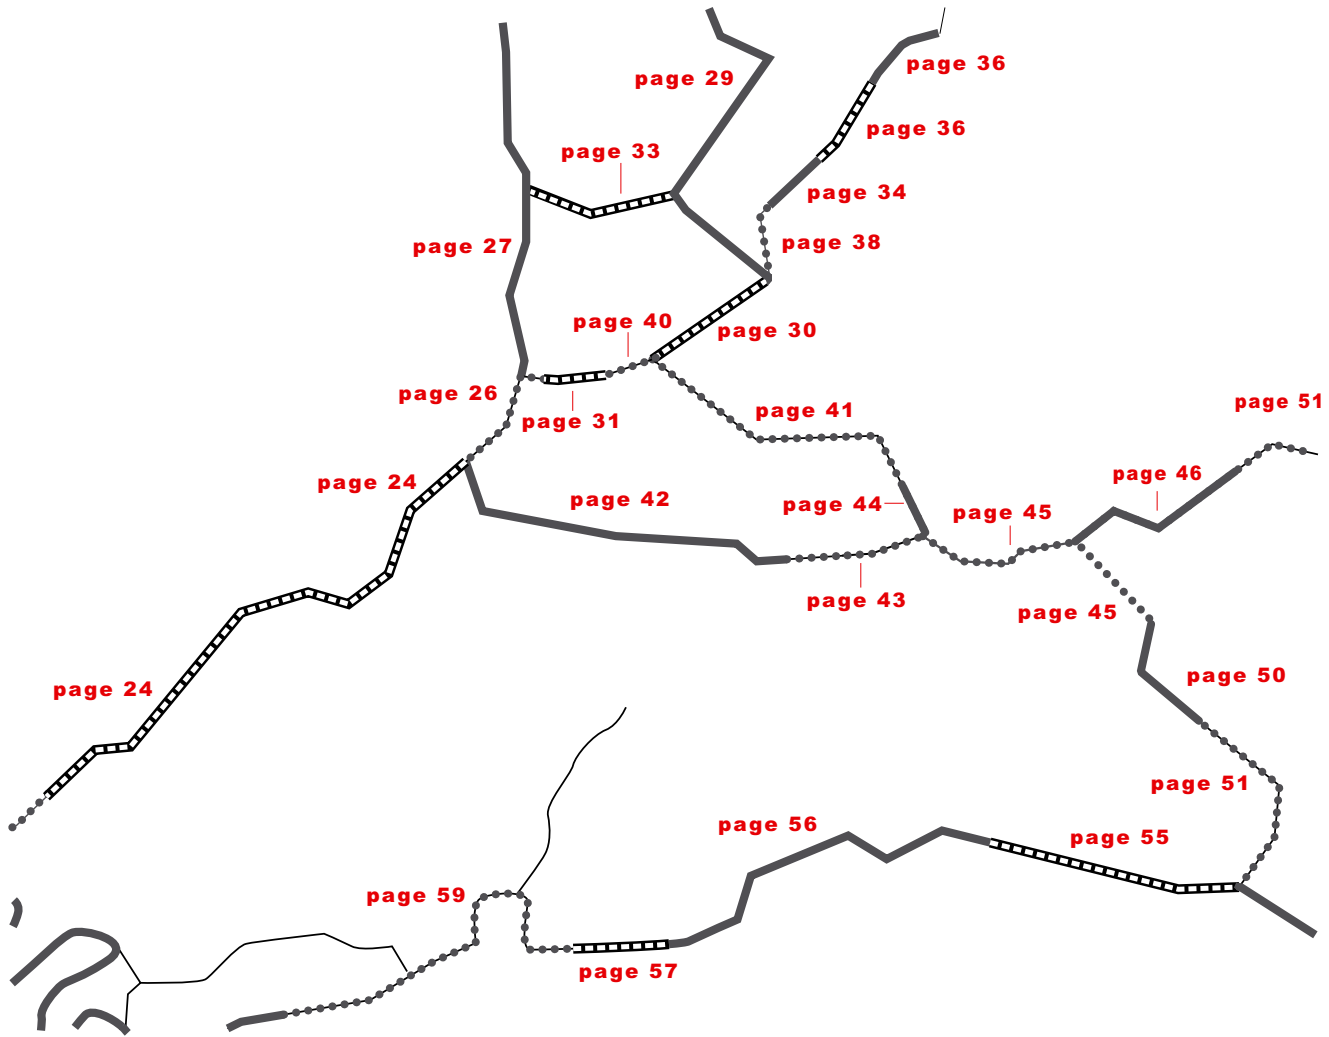 page 36
page 29
page 36
page 33
page 34
page 38
page 27
page 40
page 30
page 26
page 51
page 41
page 31
page 46
page 24
page 42
page 44
page 45
page 43
page 45
page 50
page 24
page 51
page 56
page 55
page 59
page 57